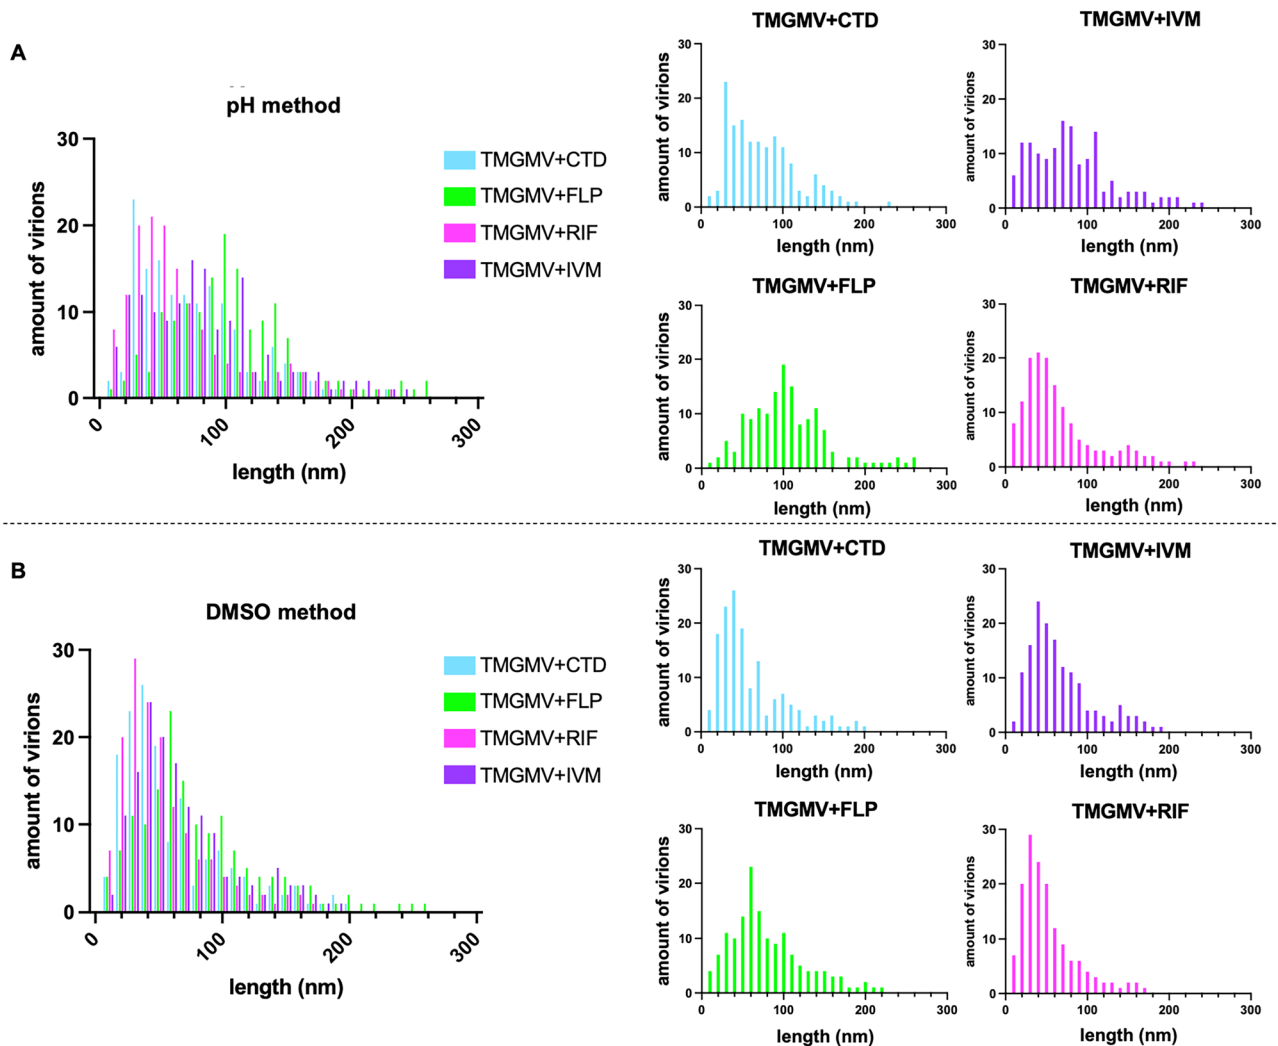 A
pH method
amount of virions
30
20
10
0
0
100
200
300
length (nm)
TMGMV+CTD
TMGMV+FLP
TMGMV+RIF
TMGMV+IVM
TMGMV+CTD
amount of virions
30
20
10
0
0
100
200
300
length (nm)
TMGMV+IVM
amount of virions
30
20
10
0
0
100
200
300
length (nm)
TMGMV+FLP
amount of virions
30
20
10
0
0
100
200
300
length (nm)
TMGMV+RIF
amount of virions
30
20
10
0
0
100
200
300
length (nm)
B
DMSO method
amount of virions
30
20
10
0
0
100
200
300
length (nm)
TMGMV+CTD
TMGMV+FLP
TMGMV+RIF
TMGMV+IVM
TMGMV+CTD
amount of virions
30
20
10
0
0
100
200
300
length (nm)
TMGMV+IVM
amount of virions
30
20
10
0
0
100
200
300
length (nm)
TMGMV+FLP
amount of virions
30
20
10
0
0
100
200
300
length (nm)
TMGMV+RIF
amount of virions
30
20
10
0
0
100
200
300
length (nm)